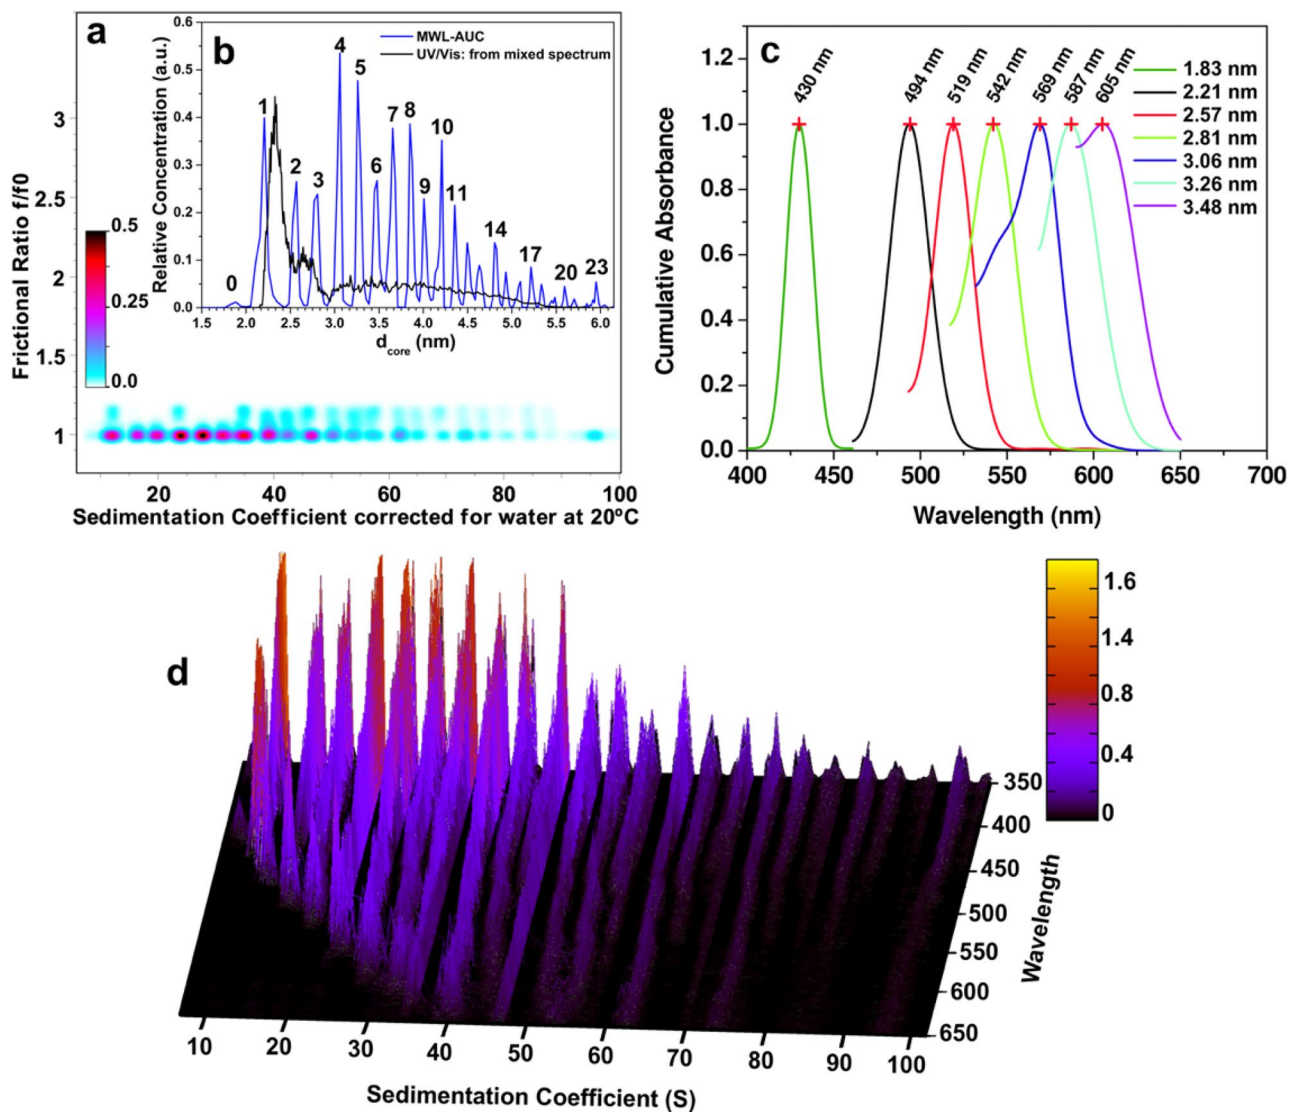 a
Frictional Ratio f/f0
3
2.5
2
1.5
1
0.5
0.25
0.0
20
40
60
80
100
Sedimentation Coefficient corrected for water at 20ºC
b
Relative Concentration (a.u.)
0.6
0.5
0.4
0.3
0.2
0.1
0.0
MWL-AUC
UV/Vis: from mixed spectrum
0
1
2
3
4
5
6
7
8
9
10
11
14
17
20
23
1.5 2.0 2.5 3.0 3.5 4.0 4.5 5.0 5.5 6.0
dcore (nm)
c
Cumulative Absorbance
1.2
1.0
0.8
0.6
0.4
0.2
0.0
430 nm
494 nm
519 nm
542 nm
569 nm
587 nm
605 nm
1.83 nm
2.21 nm
2.57 nm
2.81 nm
3.06 nm
3.26 nm
3.48 nm
400 450 500 550 600 650 700
Wavelength (nm)
d
1.6
1.4
0.8
0.4
0
350
400
450
500
550
600
650
Wavelength
10 20 30 40 50 60 70 80 90 100
Sedimentation Coefficient (S)